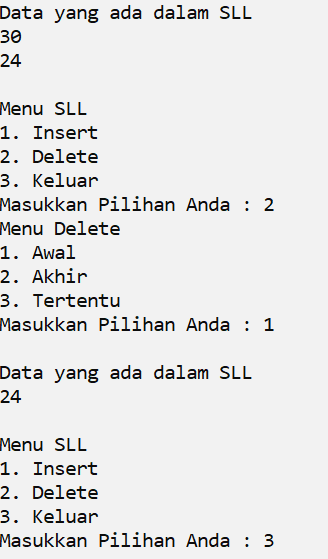 Data yang ada dalam SLL
30
24
Menu SLL
1. Insert
2. Delete
3. Keluar
Masukkan Pilihan Anda : 2
Menu Delete
1. Awal
2. Akhir
3. Tertentu
Masukkan Pilihan Anda : 1
Data yang ada dalam SLL
24
Menu SLL
1. Insert
2. Delete
3. Keluar
Masukkan Pilihan Anda : 3